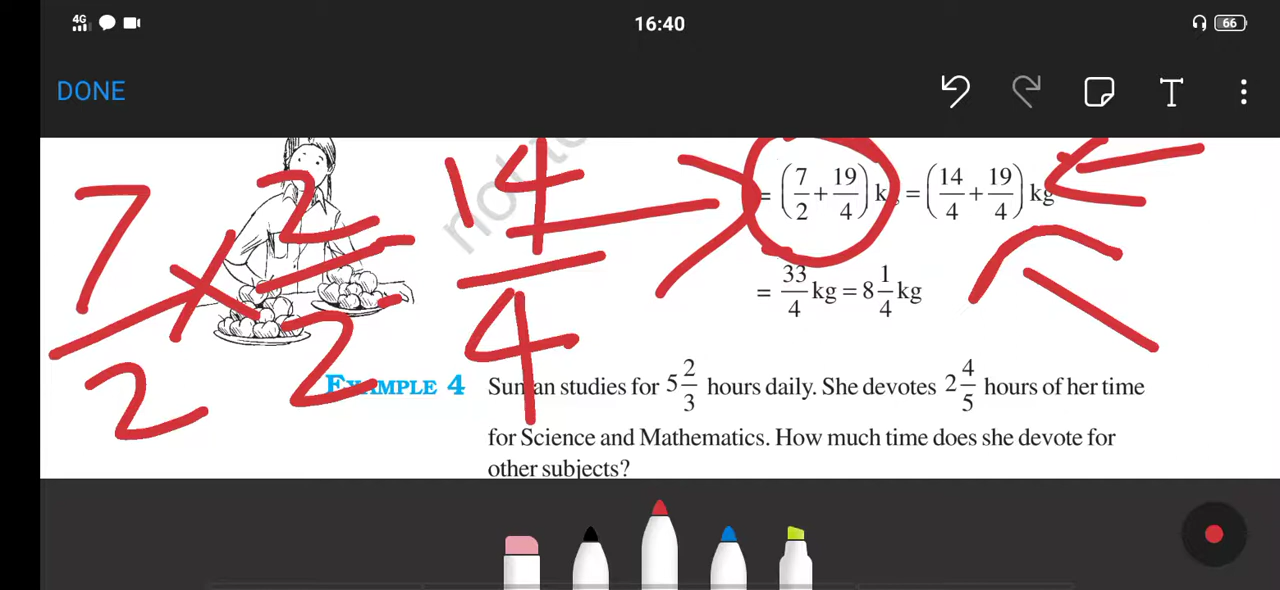 4G 16:40 66
DONE T
not to
= (7/2 + 19/4) kg = (14/4 + 19/4) kg
= 33/4 kg = 8 1/4 kg
7/2 × 2/2 = 14/4
EXAMPLE 4 Suman studies for 5 2/3 hours daily. She devotes 2 4/5 hours of her time
for Science and Mathematics. How much time does she devote for
other subjects?